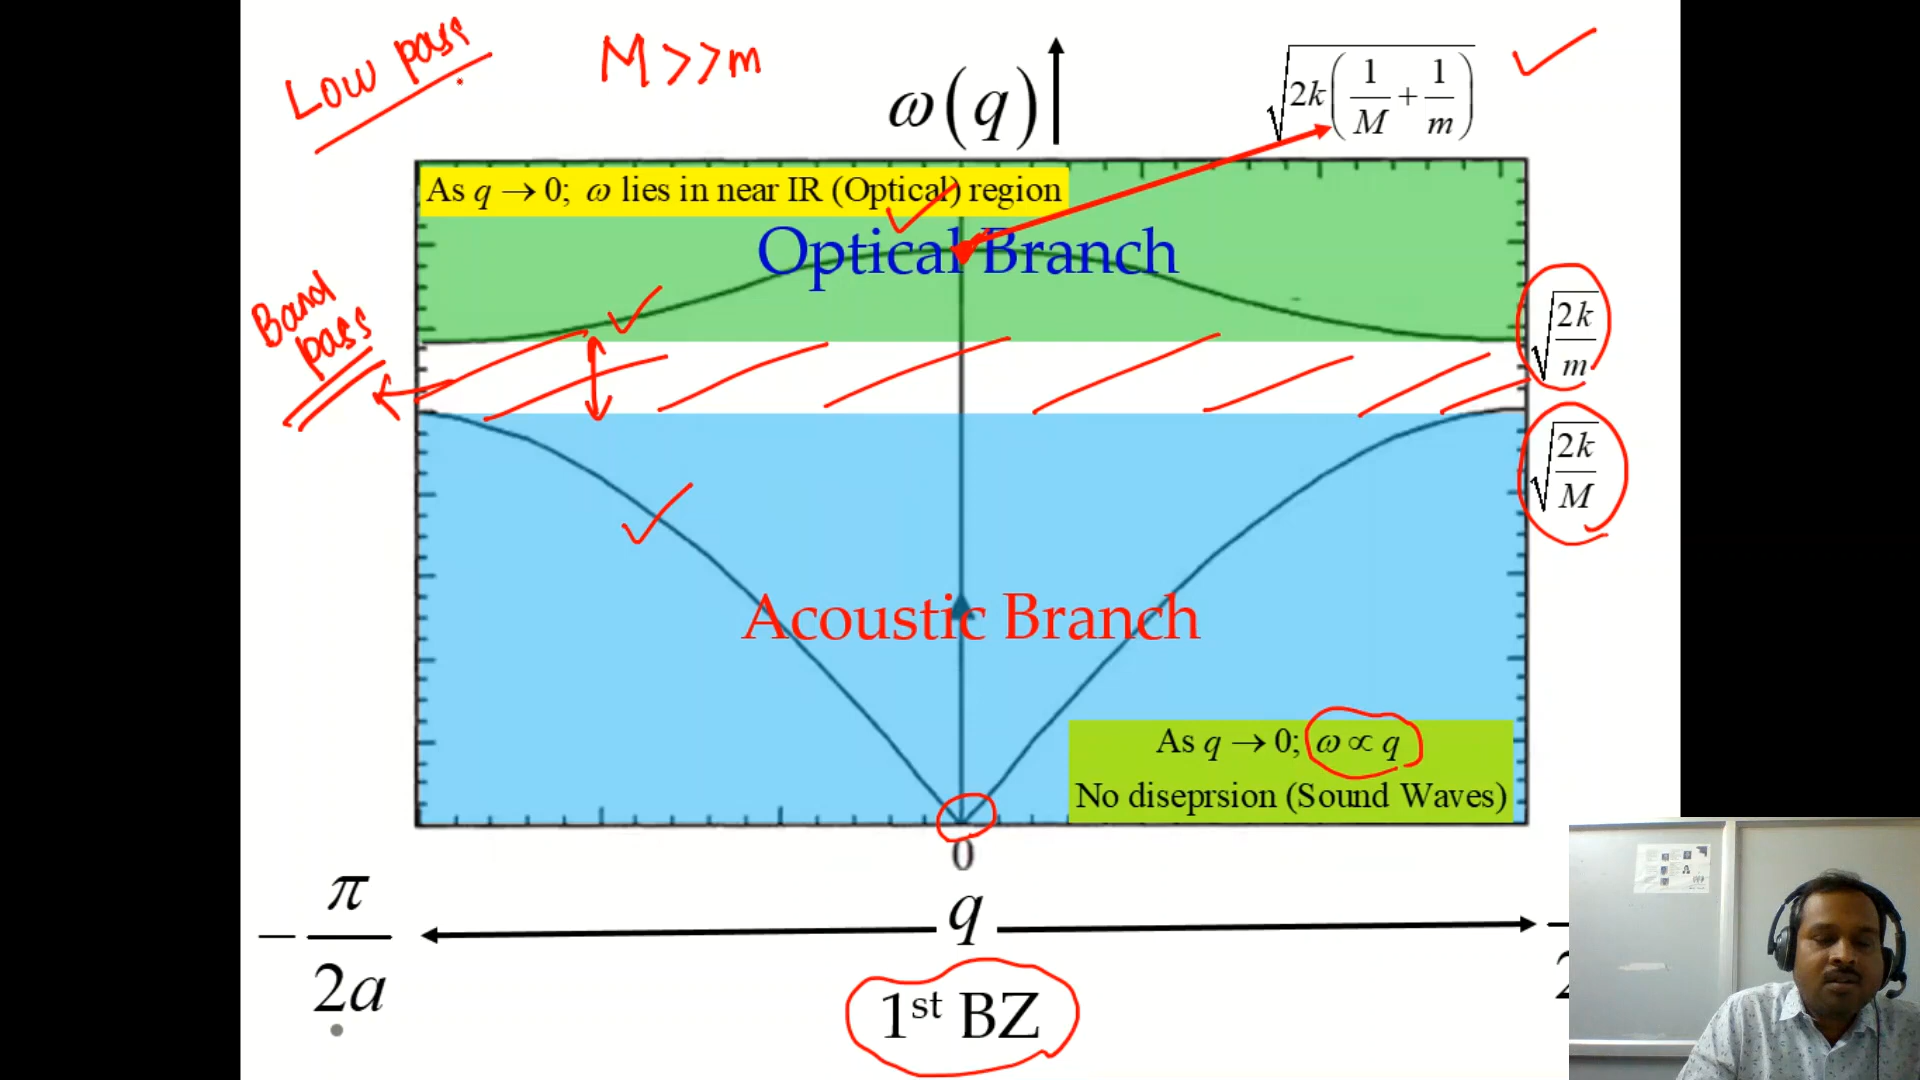 Low pass
M>>m
ω(q)
√(2k(1/M + 1/m))
As q → 0; ω lies in near IR (Optical) region
Optical Branch
Band
pass
√(2k/m)
√(2k/M)
Acoustic Branch
As q → 0; ω ∝ q
No diseprsion (Sound Waves)
0
−π/2a
q
1st BZ